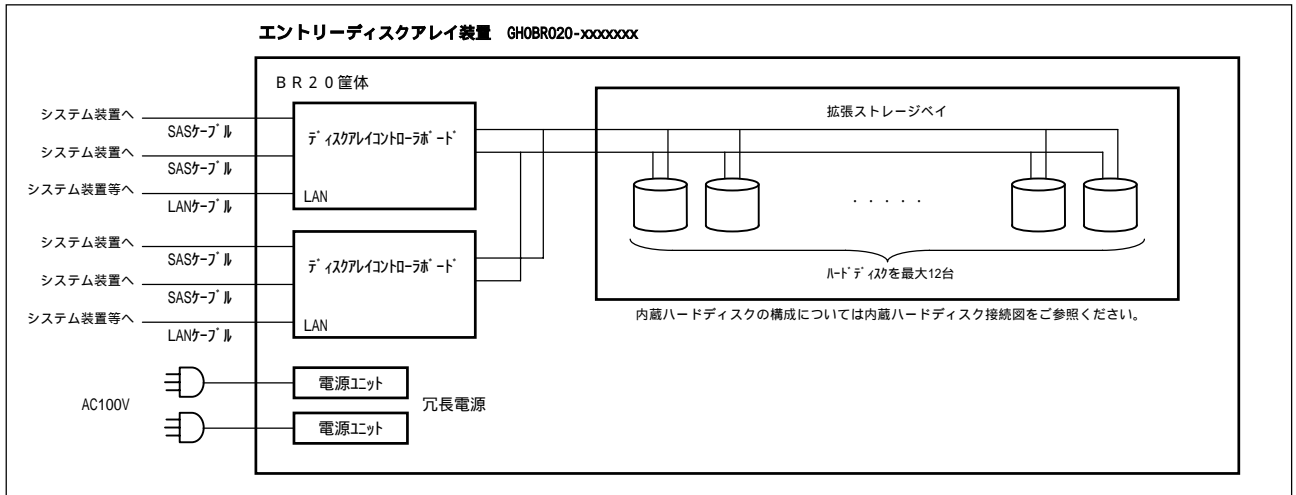 エントリーディスクアレイ装置 GH0BR020-xxxxxxx
BR20筐体
システム装置へ
SASｹｰﾌﾞﾙ
システム装置へ
SASｹｰﾌﾞﾙ
システム装置等へ
LANｹｰﾌﾞﾙ
ﾃﾞｨｽｸｱﾚｲｺﾝﾄﾛｰﾗﾎﾞｰﾄﾞ
LAN
システム装置へ
SASｹｰﾌﾞﾙ
システム装置へ
SASｹｰﾌﾞﾙ
システム装置等へ
LANｹｰﾌﾞﾙ
ﾃﾞｨｽｸｱﾚｲｺﾝﾄﾛｰﾗﾎﾞｰﾄﾞ
LAN
拡張ストレージベイ
・・・・・
ﾊｰﾄﾞﾃﾞｨｽｸを最大12台
内蔵ハードディスクの構成については内蔵ハードディスク接続図をご参照ください。
AC100V
電源ﾕﾆｯﾄ
冗長電源
電源ﾕﾆｯﾄ